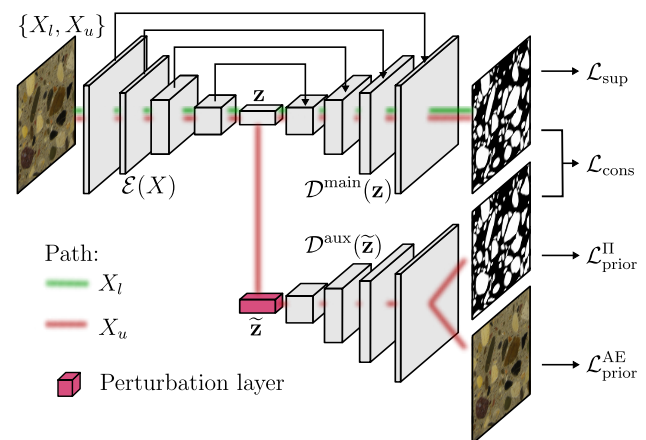 {X_l, X_u}
z
ℰ(X)
𝒟^main(z)
ℒ_sup
ℒ_cons
𝒟^aux(z̃)
Path:
X_l
X_u
z̃
Perturbation layer
ℒ^Π_prior
ℒ^AE_prior